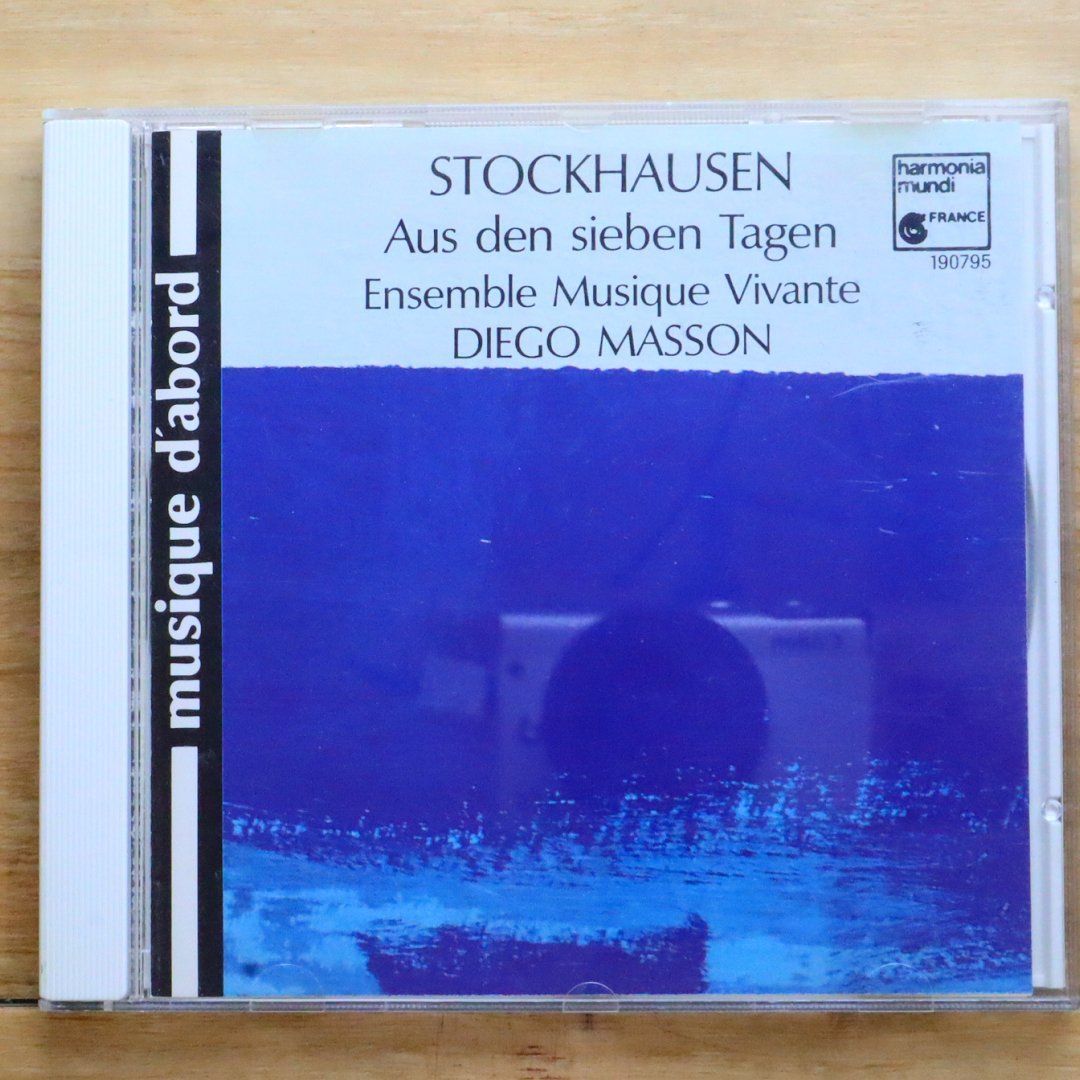 STOCKHAUSEN
Aus den sieben Tagen
Ensemble Musique Vivante
DIEGO MASSON
harmonia
mundi
FRANCE
190795
musique d'abord